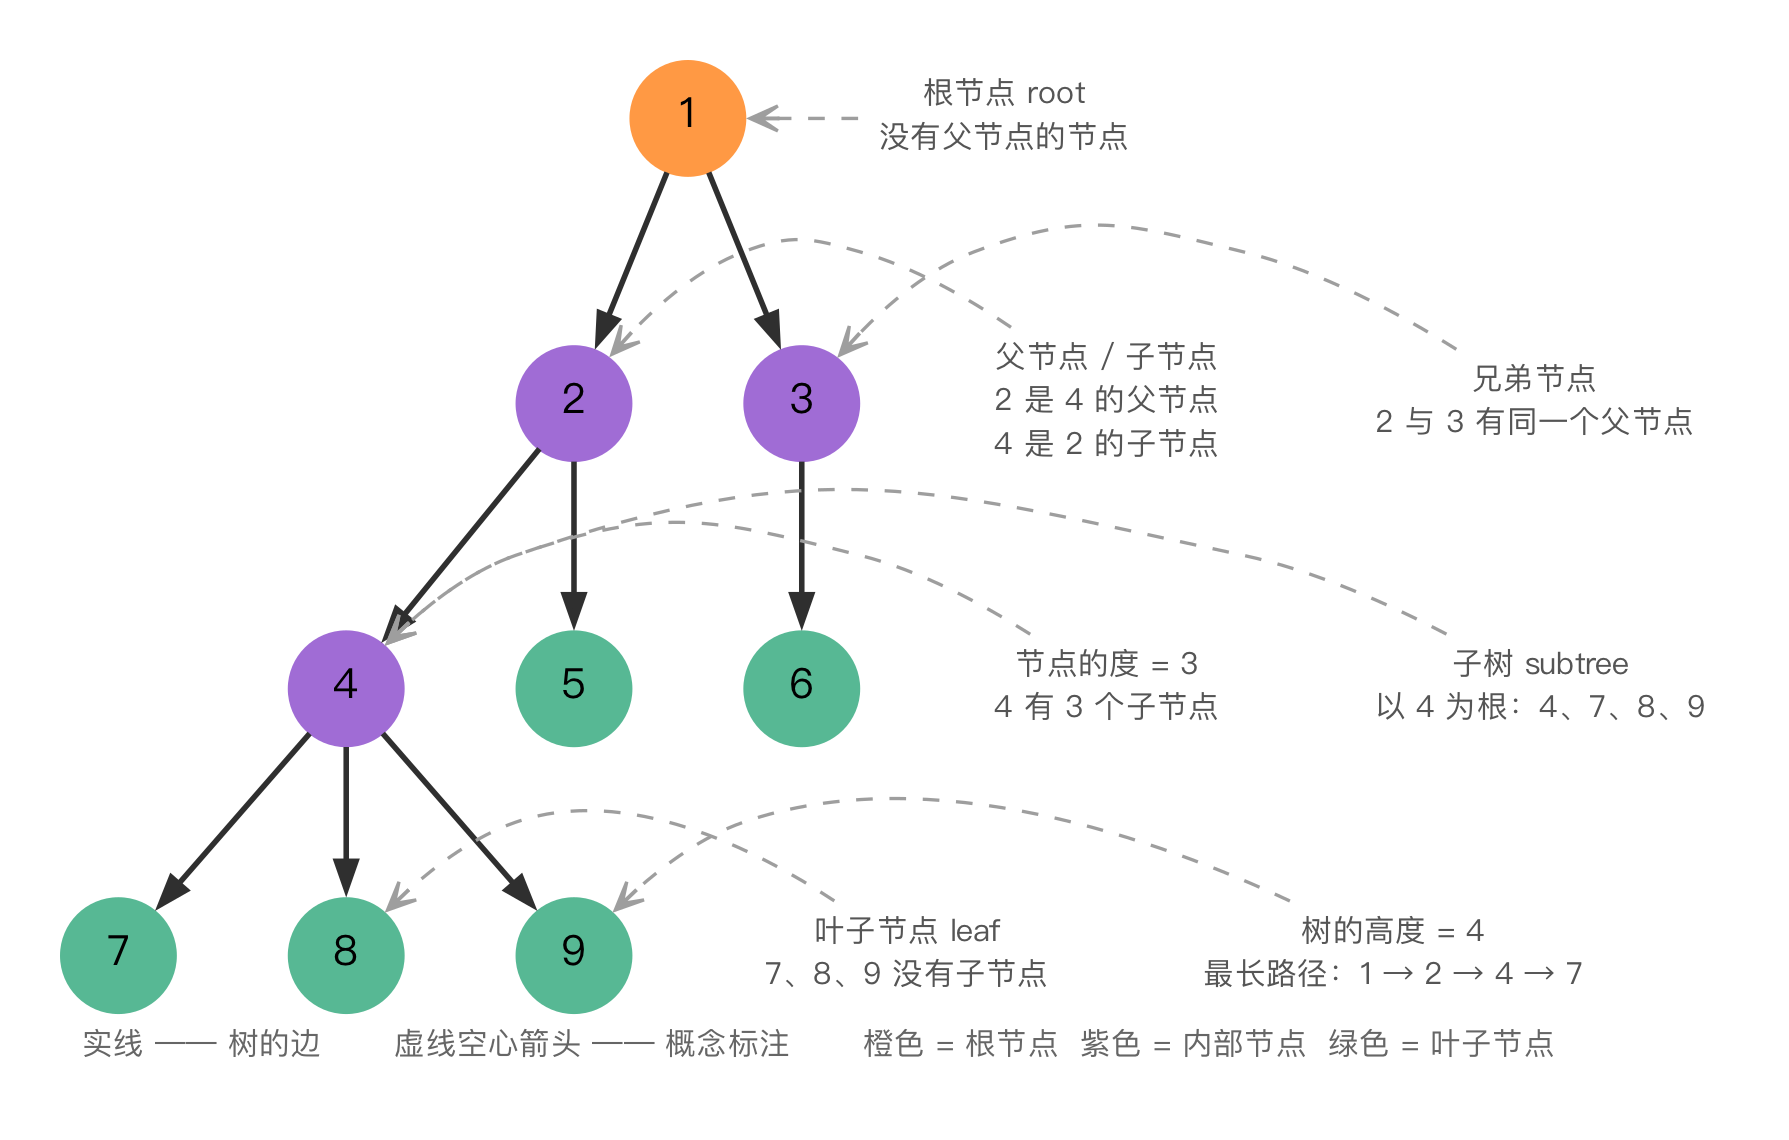 1
根节点 root
没有父节点的节点
2
3
父节点 / 子节点
2 是 4 的父节点
4 是 2 的子节点
兄弟节点
2 与 3 有同一个父节点
4
5
6
节点的度 = 3
4 有 3 个子节点
子树 subtree
以 4 为根：4、7、8、9
7
8
9
叶子节点 leaf
7、8、9 没有子节点
树的高度 = 4
最长路径：1 → 2 → 4 → 7
实线 —— 树的边
虚线空心箭头 —— 概念标注
橙色 = 根节点 紫色 = 内部节点 绿色 = 叶子节点